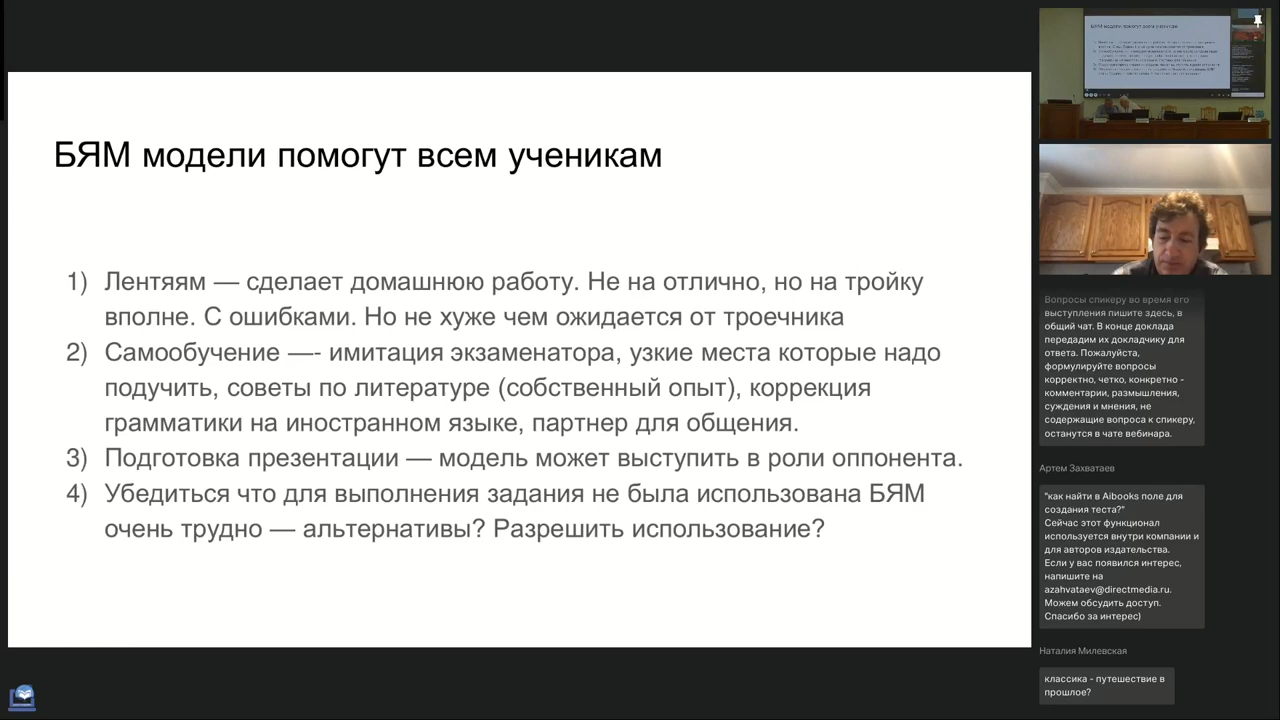 БЯМ модели помогут всем ученикам
1) Лентяям — сделает домашнюю работу. Не на отлично, но на тройку
вполне. С ошибками. Но не хуже чем ожидается от троечника
2) Самообучение —- имитация экзаменатора, узкие места которые надо
подучить, советы по литературе (собственный опыт), коррекция
грамматики на иностранном языке, партнер для общения.
3) Подготовка презентации — модель может выступить в роли оппонента.
4) Убедиться что для выполнения задания не была использована БЯМ
очень трудно — альтернативы? Разрешить использование?
БЯМ модели помогут всем ученикам
Вопросы спикеру во время его
выступления пишите здесь, в
общий чат. В конце доклада
передадим их докладчику для
ответа. Пожалуйста,
формулируйте вопросы
корректно, четко, конкретно -
комментарии, размышления,
суждения и мнения, не
содержащие вопроса к спикеру,
останутся в чате вебинара.
Артем Захватаев
"как найти в Aibooks поле для
создания теста?"
Сейчас этот функционал
используется внутри компании и
для авторов издательства.
Если у вас появился интерес,
напишите на
azahvataev@directmedia.ru.
Можем обсудить доступ.
Спасибо за интерес)
Наталия Милевская
классика - путешествие в
прошлое?